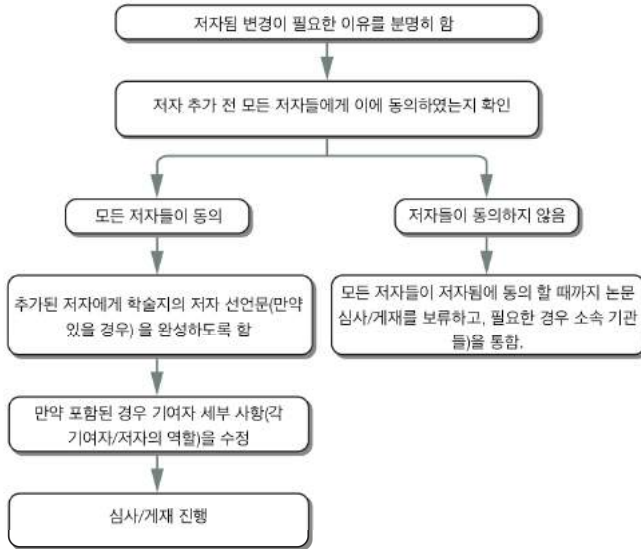 저자됨 변경이 필요한 이유를 분명히 함
저자 추가 전 모든 저자들에게 이에 동의하였는지 확인
모든 저자들이 동의
저자들이 동의하지 않음
추가된 저자에게 학술지의 저자 선언문(만약
있을 경우) 을 완성하도록 함
모든 저자들이 저자됨에 동의 할 때까지 논문
심사/게재를 보류하고, 필요한 경우 소속 기관
들)을 통함.
만약 포함된 경우 기여자 세부 사항(각
기여자/저자의 역할)을 수정
심사/게재 진행